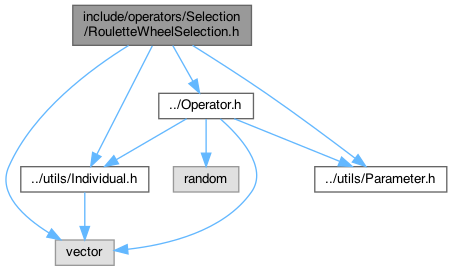 include/operators/Selection
/RouletteWheelSelection.h
../Operator.h
../utils/Individual.h
random
../utils/Parameter.h
vector